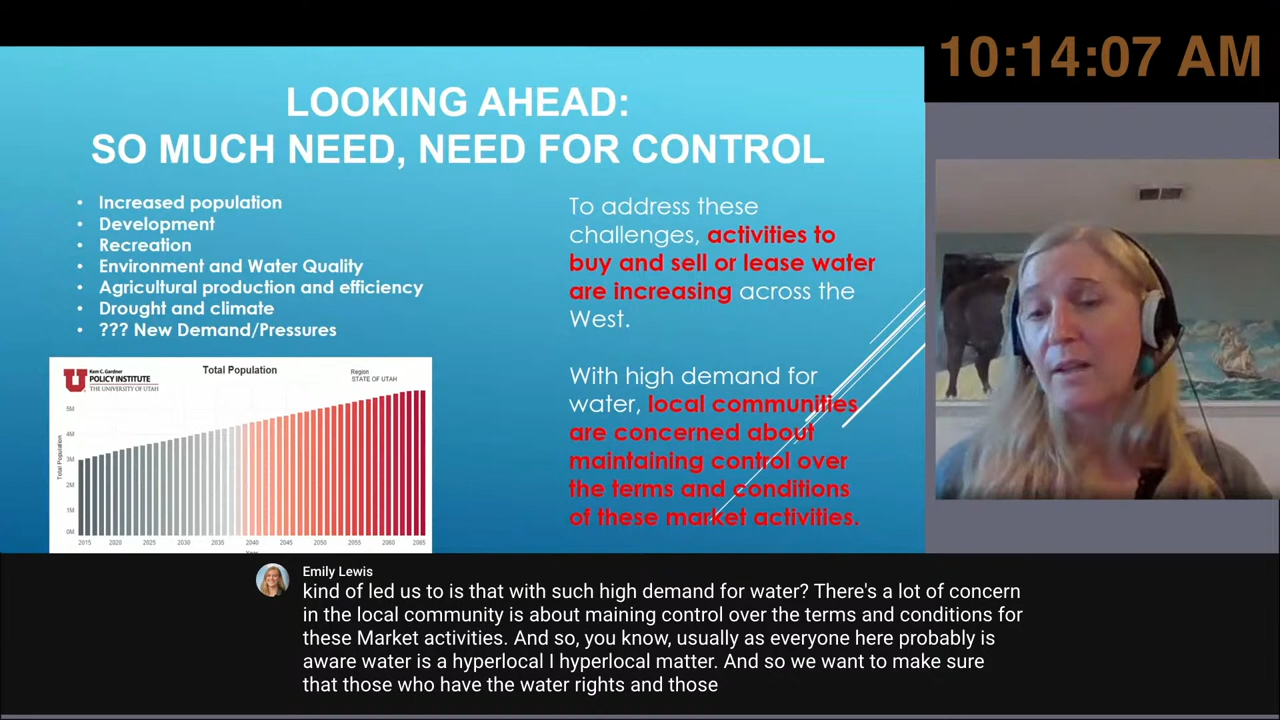 10:14:07 AM
LOOKING AHEAD:
SO MUCH NEED, NEED FOR CONTROL
• Increased population
• Development
• Recreation
• Environment and Water Quality
• Agricultural production and efficiency
• Drought and climate
• ??? New Demand/Pressures
To address these
challenges, activities to
buy and sell or lease water
are increasing across the
West.
With high demand for
water, local communities
are concerned about
maintaining control over
the terms and conditions
of these market activities.
Kem C. Gardner
POLICY INSTITUTE
THE UNIVERSITY OF UTAH
Total Population
Region
STATE OF UTAH
Total Population
5M
4M
3M
2M
1M
0M
2015 2020 2025 2030 2035 2040 2045 2050 2055 2060 2065
Emily Lewis
kind of led us to is that with such high demand for water? There's a lot of concern
in the local community is about maining control over the terms and conditions for
these Market activities. And so, you know, usually as everyone here probably is
aware water is a hyperlocal I hyperlocal matter. And so we want to make sure
that those who have the water rights and those